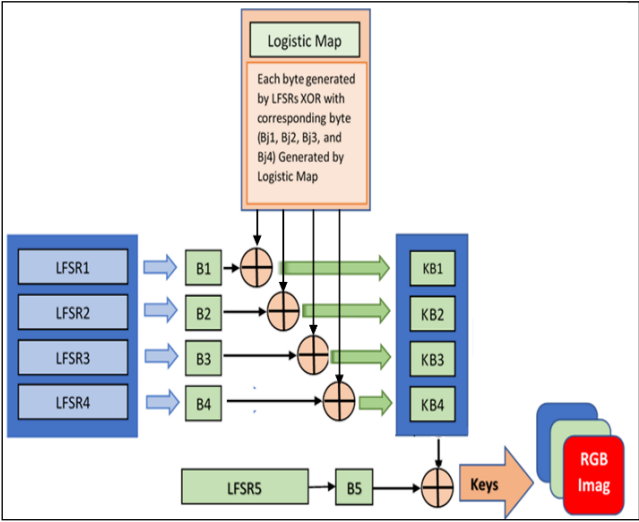 Logistic Map
Each byte generated
by LFSRs XOR with
corresponding byte
(Bj1, Bj2, Bj3, and
Bj4) Generated by
Logistic Map
LFSR1
B1
KB1
LFSR2
B2
KB2
LFSR3
B3
KB3
LFSR4
B4
KB4
LFSR5
B5
Keys
RGB
Imag